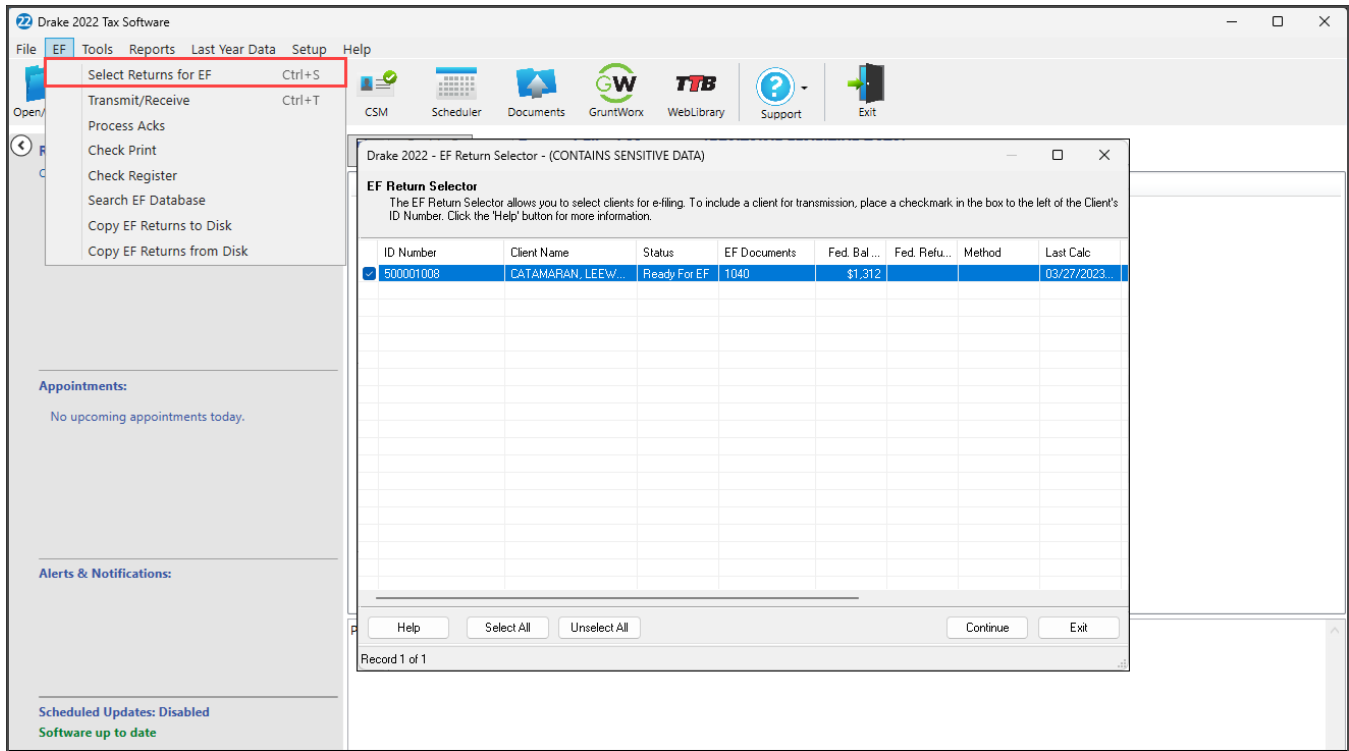 22 Drake 2022 Tax Software
File EF Tools Reports Last Year Data Setup Help
Select Returns for EF Ctrl+S
Transmit/Receive Ctrl+T
Process Acks
Check Print
Check Register
Search EF Database
Copy EF Returns to Disk
Copy EF Returns from Disk
Open/
CSM Scheduler Documents GruntWorx WebLibrary Support Exit
GW
TTB
Drake 2022 - EF Return Selector - (CONTAINS SENSITIVE DATA)
EF Return Selector
The EF Return Selector allows you to select clients for e-filing. To include a client for transmission, place a checkmark in the box to the left of the Client's
ID Number. Click the 'Help' button for more information.
ID Number Client Name Status EF Documents Fed. Bal ... Fed. Refu... Method Last Calc
500001008 CATAMARAN, LEEW... Ready For EF 1040 $1,312 03/27/2023...
Help Select All Unselect All Continue Exit
Record 1 of 1
Appointments:
No upcoming appointments today.
Alerts & Notifications:
Scheduled Updates: Disabled
Software up to date